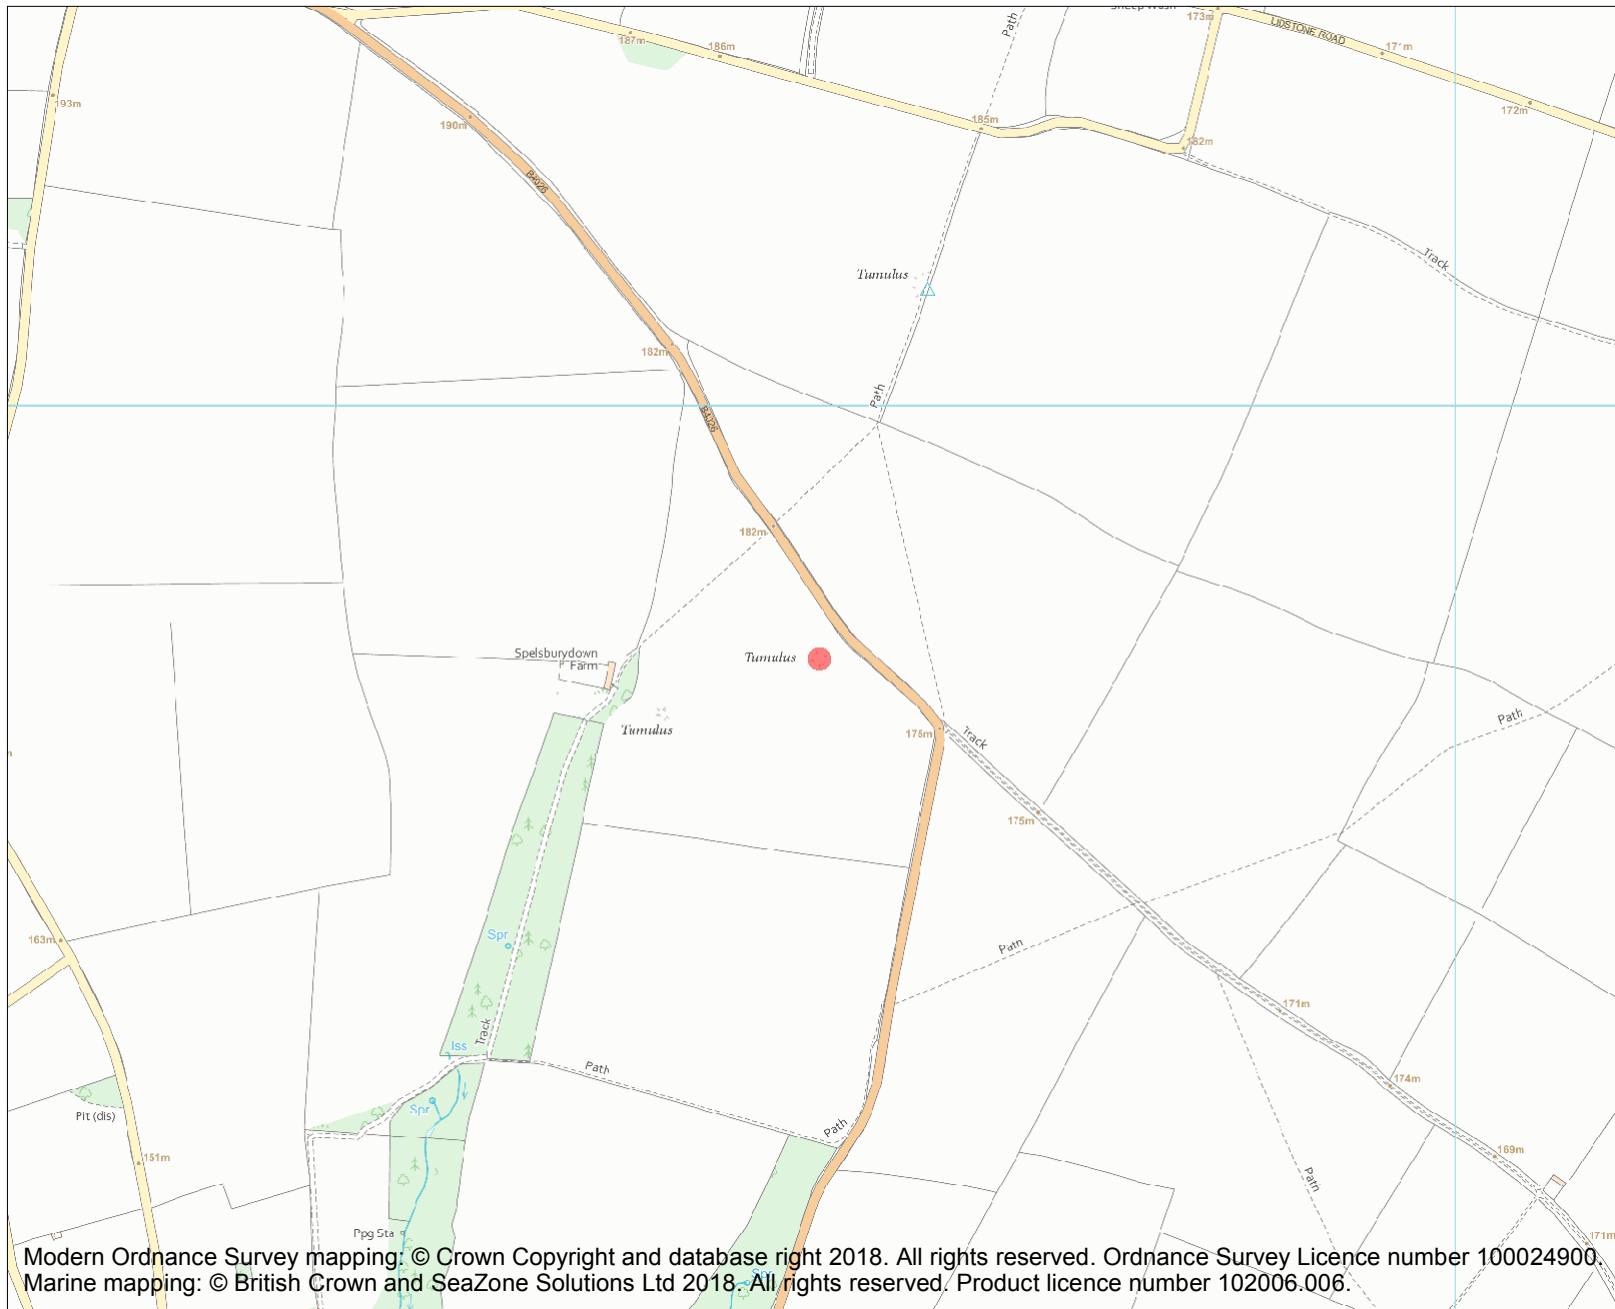 173m
LIDSTONE ROAD
Path
187m
186m
171m
193m
190m
185m
172m
182m
B4026
Track
Tumulus
182m
Path
B4026
182m
Spelsburydown
Farm
Tumulus
Tumulus
175m
Track
Path
175m
163m
Spr
Path
171m
Track
Iss
Path
174m
Spr
Pit (dis)
Path
151m
169m
Path
Ppg Sta
171m
Modern Ordnance Survey mapping: © Crown Copyright and database right 2018. All rights reserved. Ordnance Survey Licence number 100024900.
Spr
Marine mapping: © British Crown and SeaZone Solutions Ltd 2018. All rights reserved. Product licence number 102006.006.